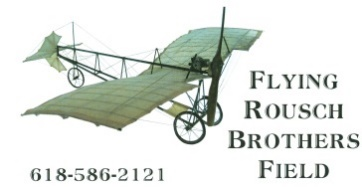 FLYING
ROUSCH
BROTHERS
FIELD
618-586-2121